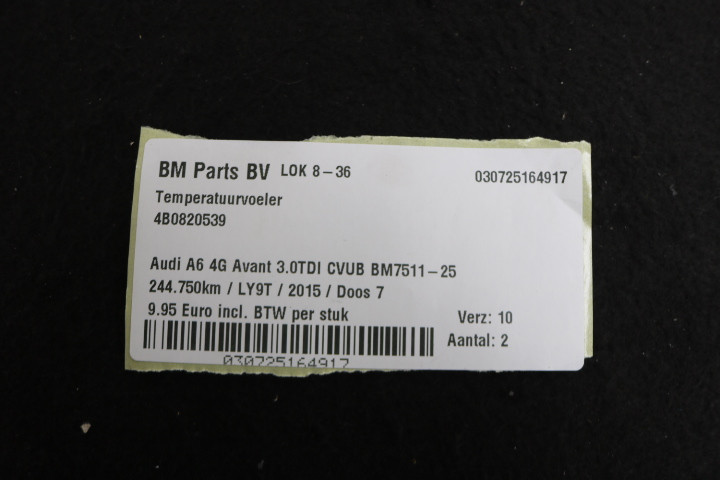 BM Parts BV LOK 8-36 030725164917
Temperatuurvoeler
4B0820539
Audi A6 4G Avant 3.0TDI CVUB BM7511-25
244.750km / LY9T / 2015 / Doos 7
9.95 Euro incl. BTW per stuk Verz: 10
Aantal: 2
030725164917